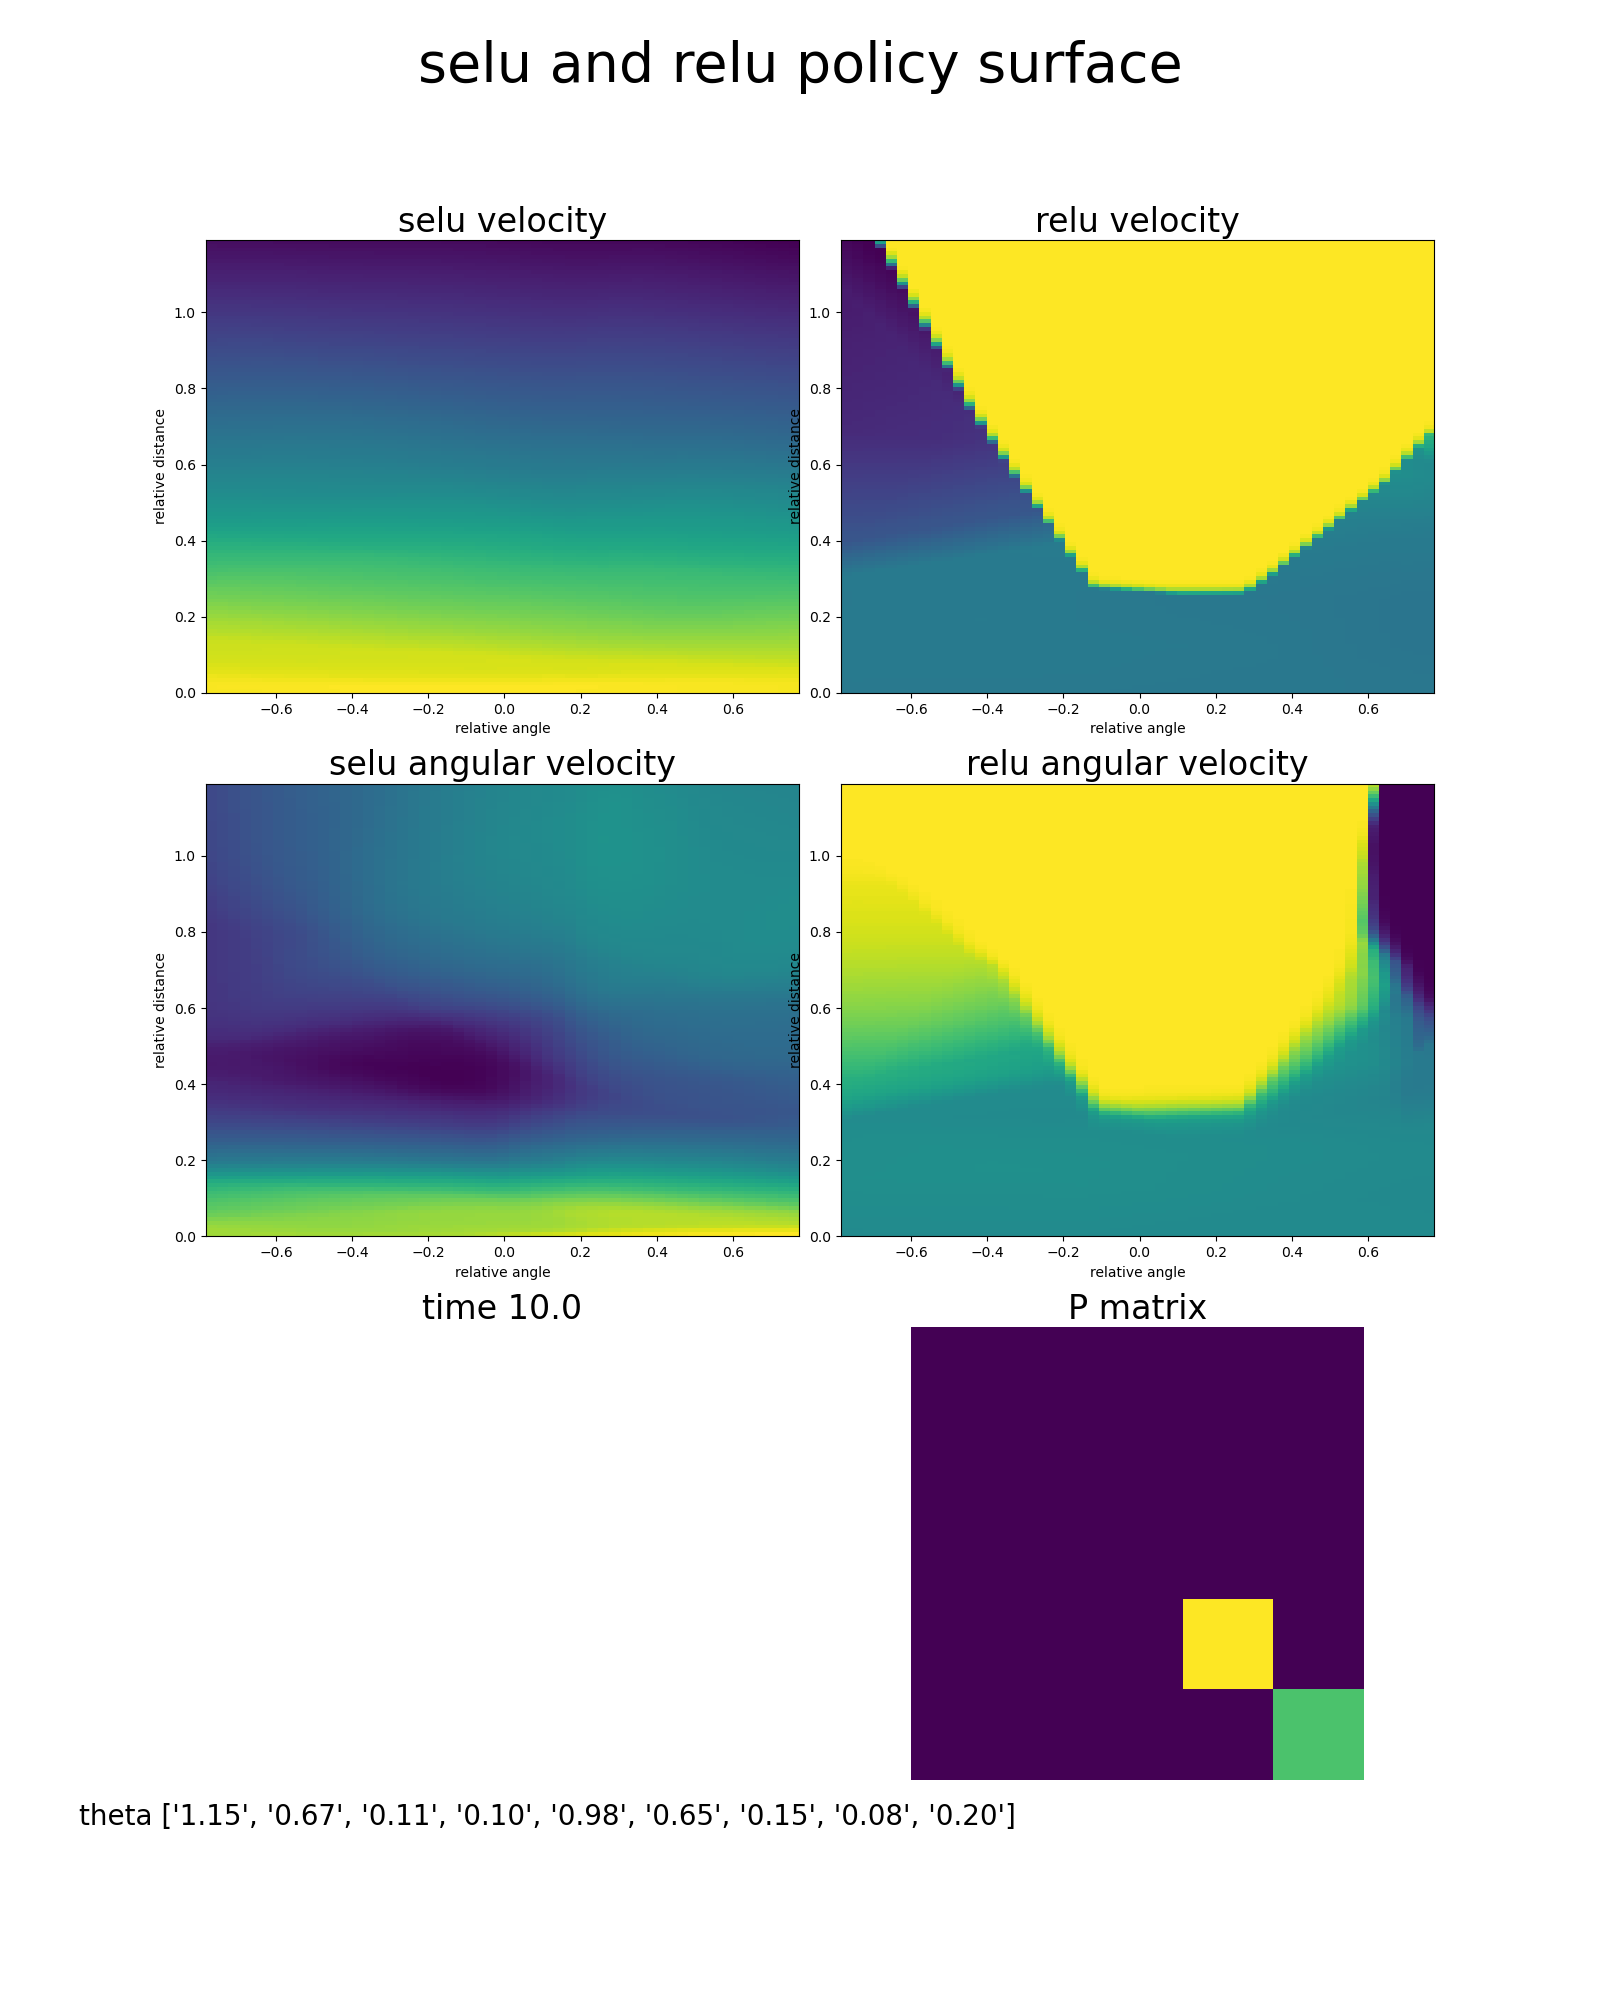 selu and relu policy surface
selu velocity
relu velocity
1.0
0.8
0.6
0.4
0.2
0.0
relative distance
−0.6 −0.4 −0.2 0.0 0.2 0.4 0.6
relative angle
1.0
0.8
0.6
0.4
0.2
0.0
relative distance
−0.6 −0.4 −0.2 0.0 0.2 0.4 0.6
relative angle
selu angular velocity
relu angular velocity
1.0
0.8
0.6
0.4
0.2
0.0
relative distance
−0.6 −0.4 −0.2 0.0 0.2 0.4 0.6
relative angle
1.0
0.8
0.6
0.4
0.2
0.0
relative distance
−0.6 −0.4 −0.2 0.0 0.2 0.4 0.6
relative angle
time 10.0
P matrix
theta ['1.15', '0.67', '0.11', '0.10', '0.98', '0.65', '0.15', '0.08', '0.20']